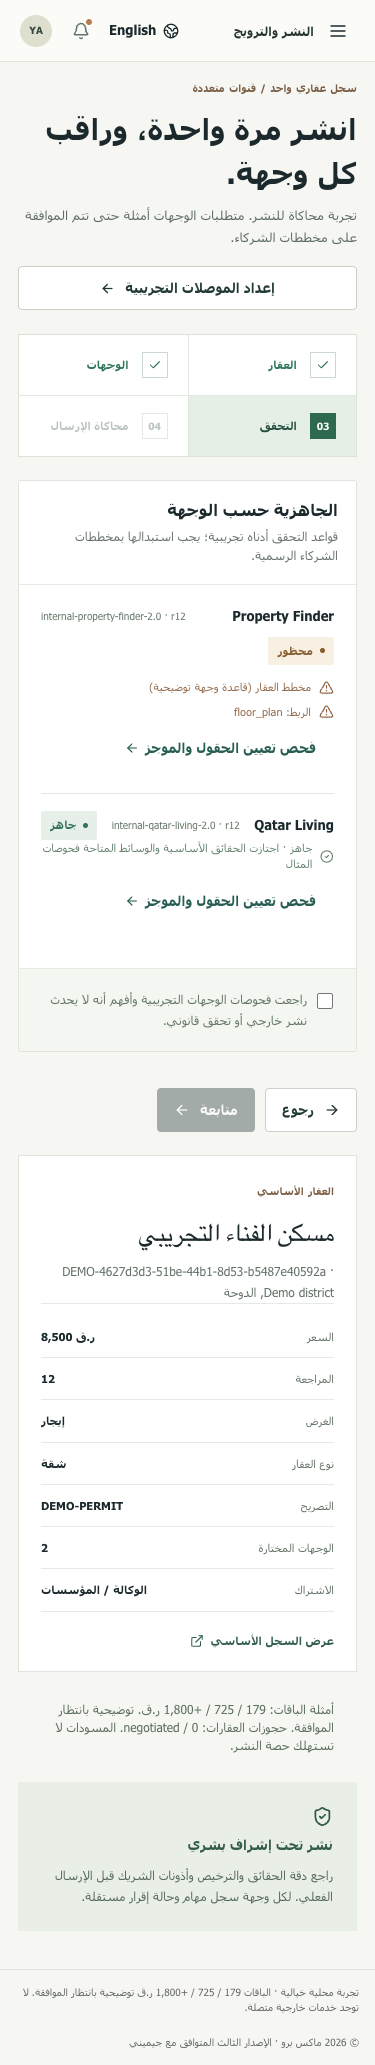 النشر والترويج
English
YA
سجل عقاري واحد / قنوات متعددة
انشر مرة واحدة، وراقب
كل وجهة.
تجربة محاكاة للنشر. متطلبات الوجهات أمثلة حتى تتم الموافقة
على مخططات الشركاء.
إعداد الموصلات التجريبية
العقار
الوجهات
03 التحقق
04 محاكاة الإرسال
الجاهزية حسب الوجهة
قواعد التحقق أدناه تجريبية؛ يجب استبدالها بمخططات
الشركاء الرسمية.
Property Finder
internal-property-finder-2.0 · r12
محظور
مخطط العقار (قاعدة وجهة توضيحية)
الربط: floor_plan
فحص تعيين الحقول والموجز
Qatar Living
internal-qatar-living-2.0 · r12
جاهز
جاهز · اجتازت الحقائق الأساسية والوسائط المتاحة فحوصات
المثال
فحص تعيين الحقول والموجز
راجعت فحوصات الوجهات التجريبية وأفهم أنه لا يحدث
نشر خارجي أو تحقق قانوني.
رجوع
متابعة
العقار الأساسي
مسكن الفناء التجريبي
DEMO-4627d3d3-51be-44b1-8d53-b5487e40592a ·
Demo district, الدوحة
السعر
8,500 ر.ق
المراجعة
12
الغرض
إيجار
نوع العقار
شقة
التصريح
DEMO-PERMIT
الوجهات المختارة
2
الاشتراك
الوكالة / المؤسسات
عرض السجل الأساسي
أمثلة الباقات: 179 / 725 / +1,800 ر.ق. توضيحية بانتظار
الموافقة. حجوزات العقارات: 0 / negotiated. المسودات لا
تستهلك حصة النشر.
نشر تحت إشراف بشري
راجع دقة الحقائق والترخيص وأذونات الشريك قبل الإرسال
الفعلي. لكل وجهة سجل مهام وحالة إقرار مستقلة.
تجربة محلية خيالية · الباقات 179 / 725 / +1,800 ر.ق توضيحية بانتظار الموافقة. لا
توجد خدمات خارجية متصلة.
© 2026 ماكس برو · الإصدار الثالث المتوافق مع جيميني